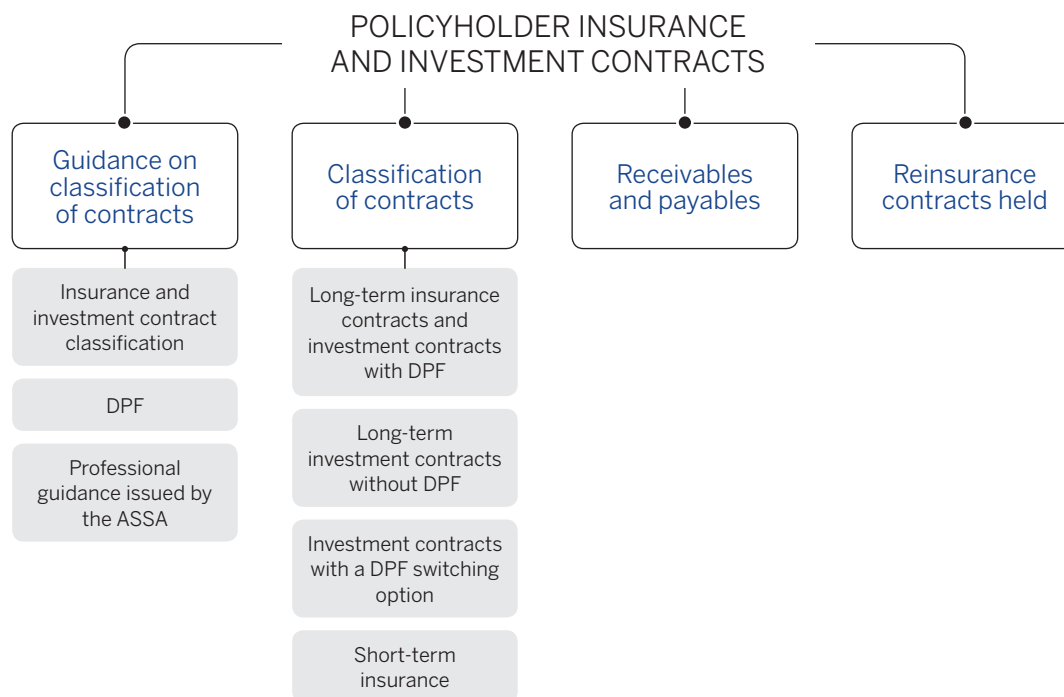 POLICYHOLDER INSURANCE
AND INVESTMENT CONTRACTS
Guidance on
classification
of contracts
Insurance and
investment contract
classification
DPF
Professional
guidance issued by
the ASSA
Classification
of contracts
Long-term insurance
contracts and
investment contracts
with DPF
Long-term
investment contracts
without DPF
Investment contracts
with a DPF switching
option
Short-term
insurance
Receivables
and payables
Reinsurance
contracts held